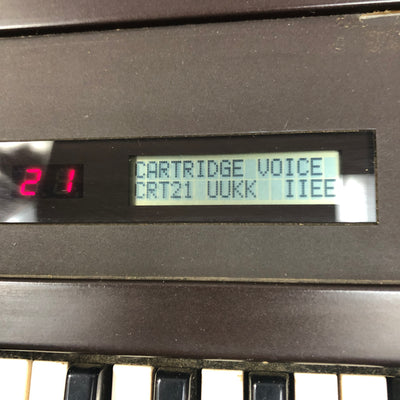 21
CARTRIDGE VOICE
CRT21 UUKK IIEE